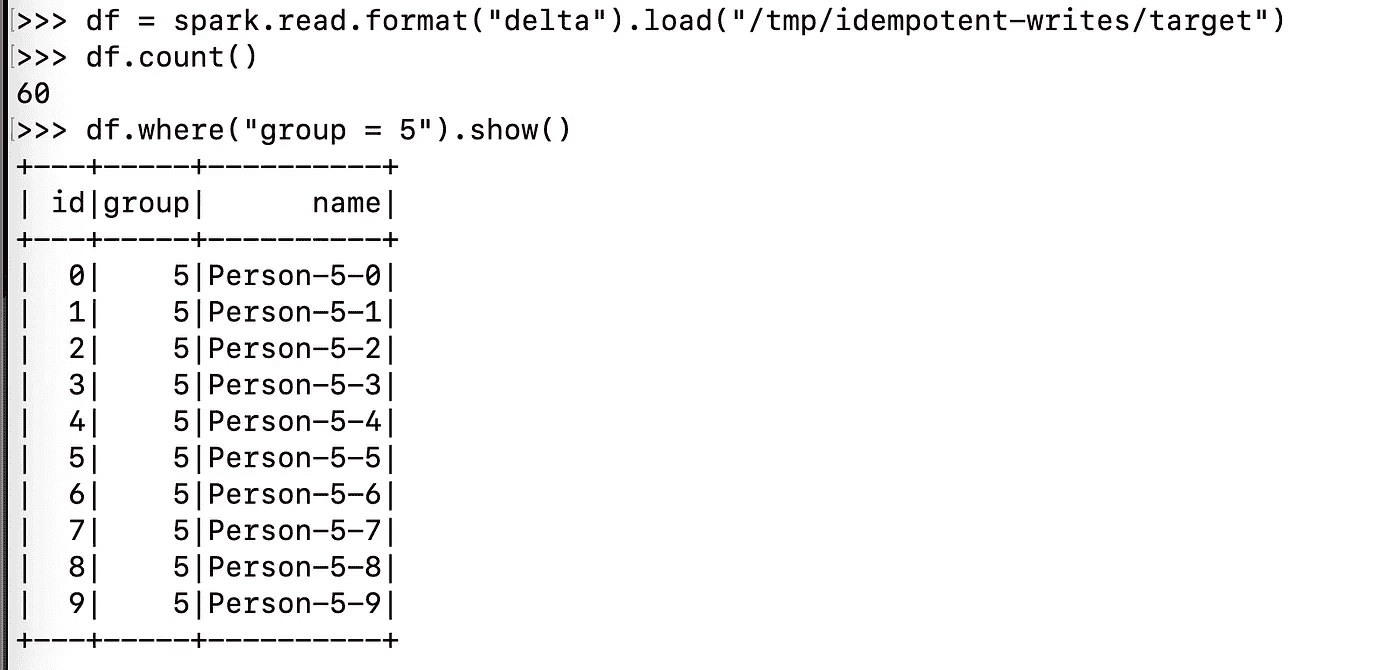 >>> df = spark.read.format("delta").load("/tmp/idempotent-writes/target")
>>> df.count()
60
>>> df.where("group = 5").show()
+---+-----+----------+
| id|group|      name|
+---+-----+----------+
|  0|    5|Person-5-0|
|  1|    5|Person-5-1|
|  2|    5|Person-5-2|
|  3|    5|Person-5-3|
|  4|    5|Person-5-4|
|  5|    5|Person-5-5|
|  6|    5|Person-5-6|
|  7|    5|Person-5-7|
|  8|    5|Person-5-8|
|  9|    5|Person-5-9|
+---+-----+----------+